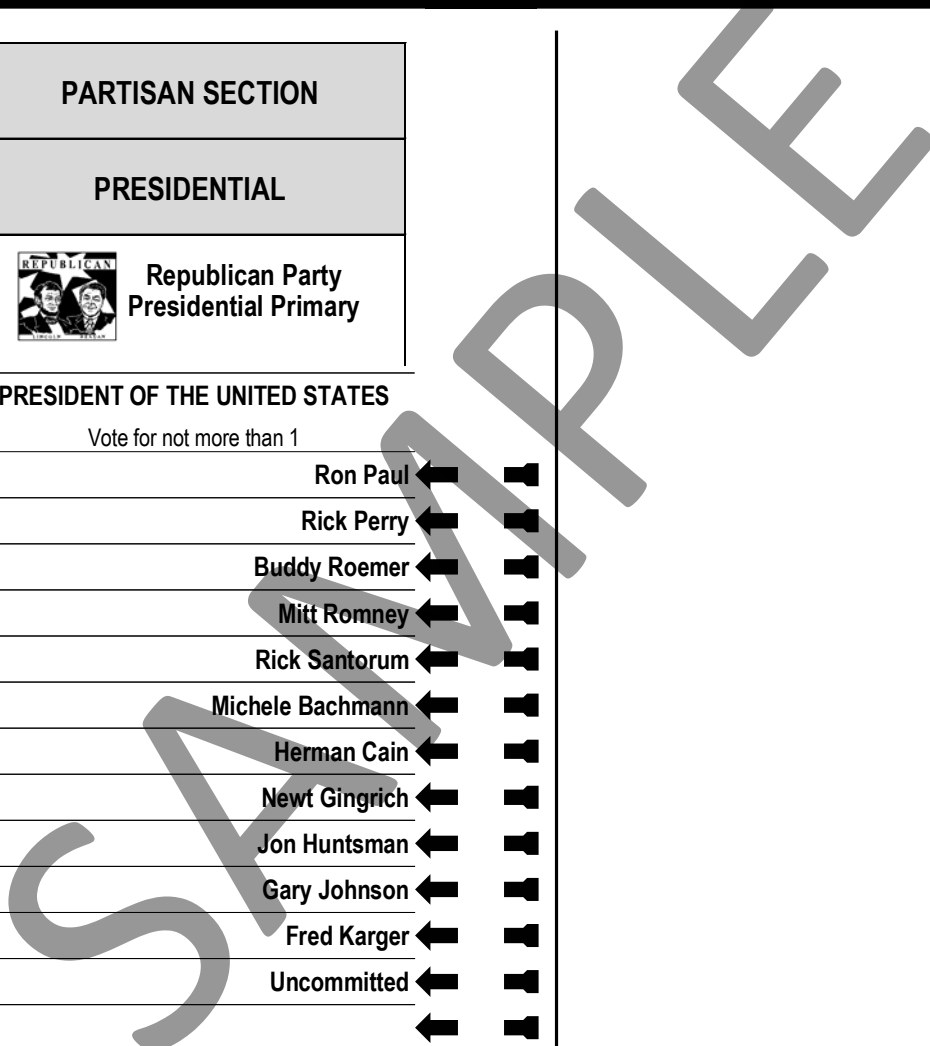 PARTISAN SECTION
PRESIDENTIAL
REPUBLICAN
LINCOLN REAGAN
Republican Party
Presidential Primary
PRESIDENT OF THE UNITED STATES
Vote for not more than 1
Ron Paul
Rick Perry
Buddy Roemer
Mitt Romney
Rick Santorum
Michele Bachmann
Herman Cain
Newt Gingrich
Jon Huntsman
Gary Johnson
Fred Karger
Uncommitted
SAMPLE